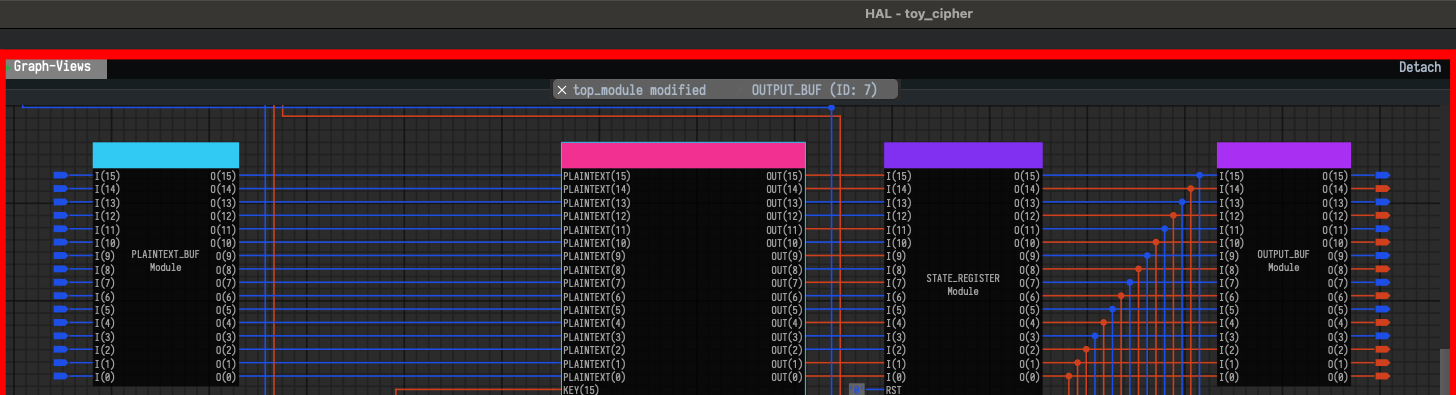 HAL - toy_cipher
Graph-Views
Detach
× top_module modified OUTPUT_BUF (ID: 7)
I(15) O(15) PLAINTEXT(15) OUT(15) I(15) O(15) I(15) O(15)
I(14) O(14) PLAINTEXT(14) OUT(14) I(14) O(14) I(14) O(14)
I(13) O(13) PLAINTEXT(13) OUT(13) I(13) O(13) I(13) O(13)
I(12) O(12) PLAINTEXT(12) OUT(12) I(12) O(12) I(12) O(12)
I(11) O(11) PLAINTEXT(11) OUT(11) I(11) O(11) I(11) O(11)
I(10) O(10) PLAINTEXT(10) OUT(10) I(10) O(10) I(10) O(10)
I(9) O(9) PLAINTEXT(9) OUT(9) I(9) O(9) I(9) O(9)
I(8) O(8) PLAINTEXT(8) OUT(8) I(8) O(8) I(8) O(8)
I(7) O(7) PLAINTEXT(7) OUT(7) I(7) O(7) I(7) O(7)
I(6) O(6) PLAINTEXT(6) OUT(6) I(6) O(6) I(6) O(6)
I(5) O(5) PLAINTEXT(5) OUT(5) I(5) O(5) I(5) O(5)
I(4) O(4) PLAINTEXT(4) OUT(4) I(4) O(4) I(4) O(4)
I(3) O(3) PLAINTEXT(3) OUT(3) I(3) O(3) I(3) O(3)
I(2) O(2) PLAINTEXT(2) OUT(2) I(2) O(2) I(2) O(2)
I(1) O(1) PLAINTEXT(1) OUT(1) I(1) O(1) I(1) O(1)
I(0) O(0) PLAINTEXT(0) OUT(0) I(0) O(0) I(0) O(0)
KEY(15) RST
PLAINTEXT_BUF
Module
STATE_REGISTER
Module
OUTPUT_BUF
Module